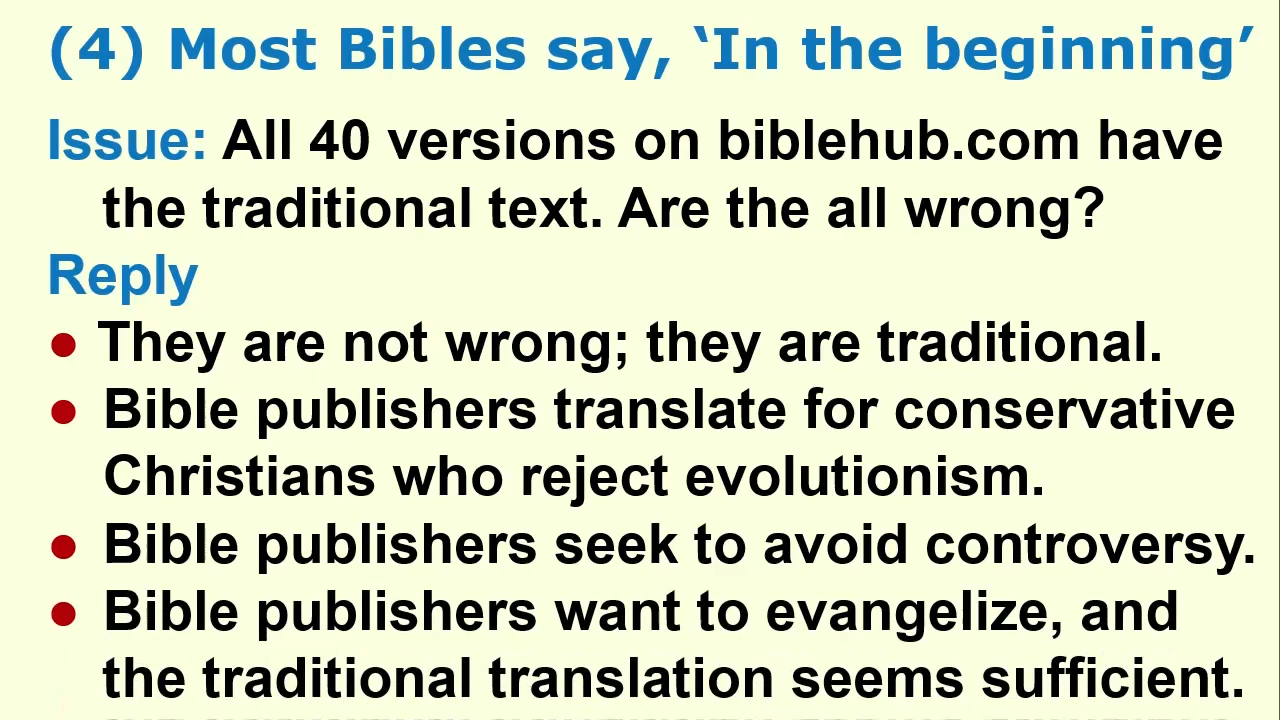 (4) Most Bibles say, ‘In the beginning’
Issue: All 40 versions on biblehub.com have
the traditional text. Are the all wrong?
Reply
● They are not wrong; they are traditional.
● Bible publishers translate for conservative
Christians who reject evolutionism.
● Bible publishers seek to avoid controversy.
● Bible publishers want to evangelize, and
the traditional translation seems sufficient.